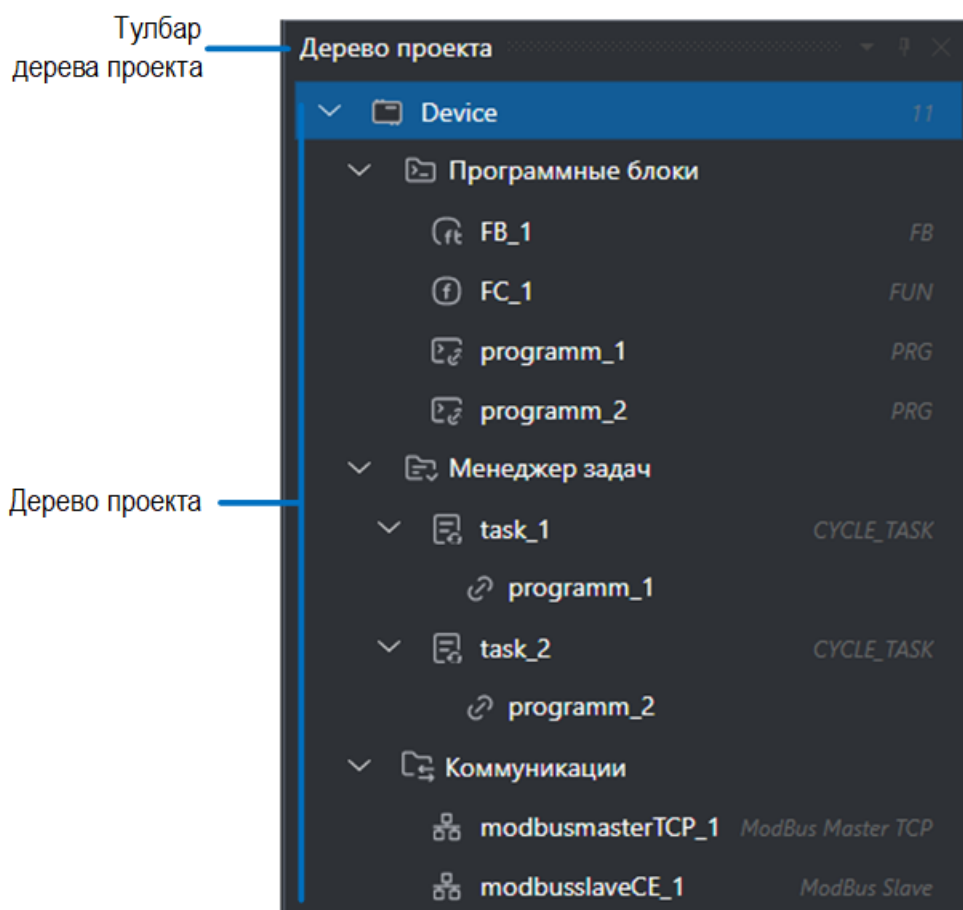 Тулбар
дерева проекта
Дерево проекта
Device 11
Программные блоки
FB_1 FB
FC_1 FUN
programm_1 PRG
programm_2 PRG
Менеджер задач
Дерево проекта
task_1 CYCLE_TASK
programm_1
task_2 CYCLE_TASK
programm_2
Коммуникации
modbusmasterTCP_1 ModBus Master TCP
modbusslaveCE_1 ModBus Slave